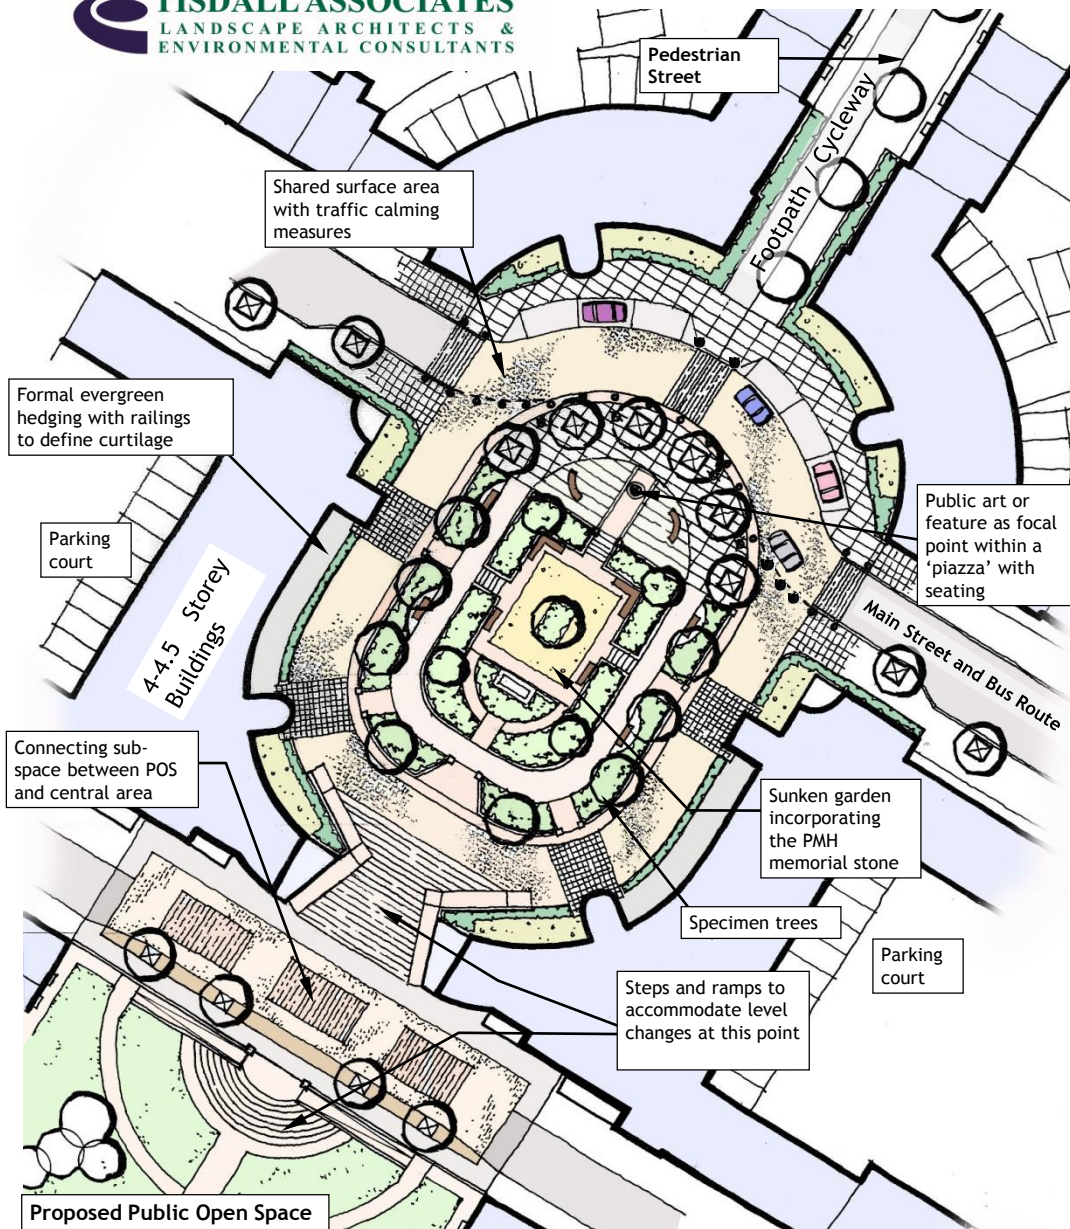 TISDALL ASSOCIATES
LANDSCAPE ARCHITECTS &
ENVIRONMENTAL CONSULTANTS
Pedestrian
Street
Footpath / Cycleway
Shared surface area
with traffic calming
measures
Formal evergreen
hedging with railings
to define curtilage
Parking
court
4-4.5 Storey
Buildings
Public art or
feature as focal
point within a
‘piazza’ with
seating
Main Street and Bus Route
Connecting sub-
space between POS
and central area
Sunken garden
incorporating
the PMH
memorial stone
Specimen trees
Parking
court
Steps and ramps to
accommodate level
changes at this point
Proposed Public Open Space